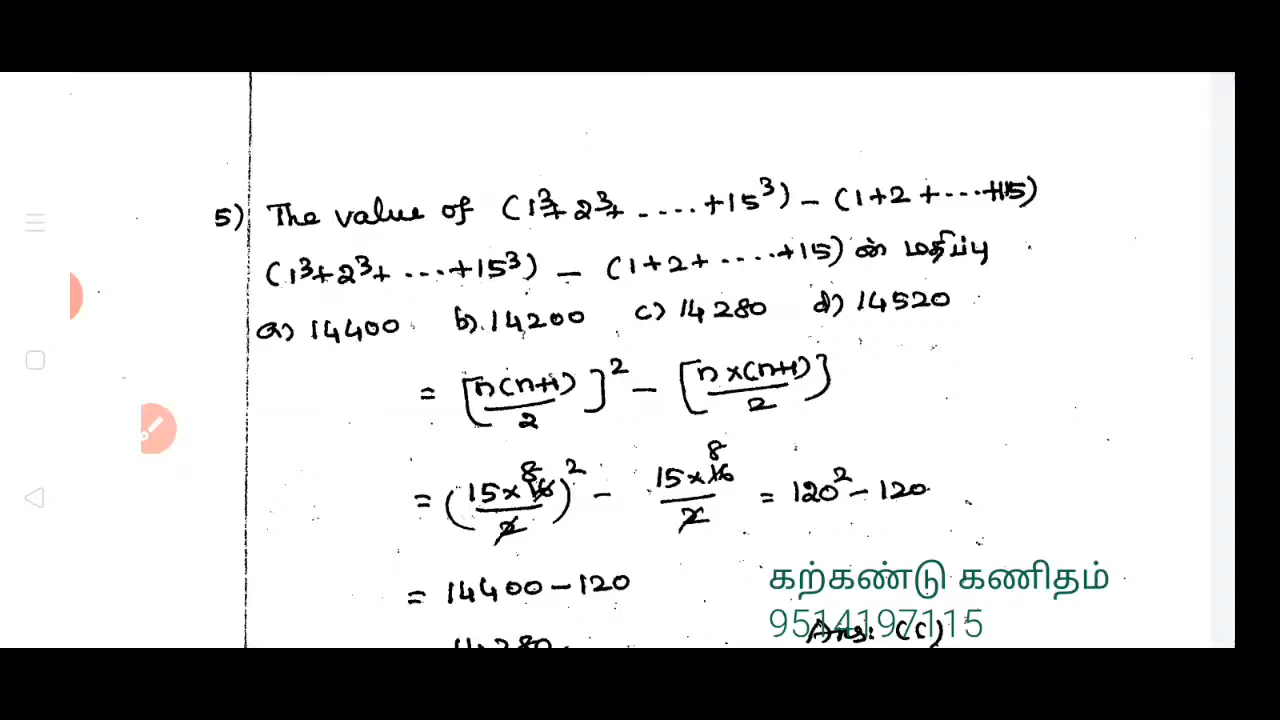 5) The value of (1³+2³+ .....+15³) – (1+2+....+15)
(1³+2³+ ...+15³) – (1+2+.....+15) ன் மதிப்பு
a) 14400 b) 14200 c) 14280 d) 14520
= [n(n+1)/2]² – [n×(n+1)/2]
= (15×16/2)² – 15×16/2 = 120² – 120
= 14400 – 120
கற்கண்டு கணிதம்
9514197115
14280
Ans: (C)